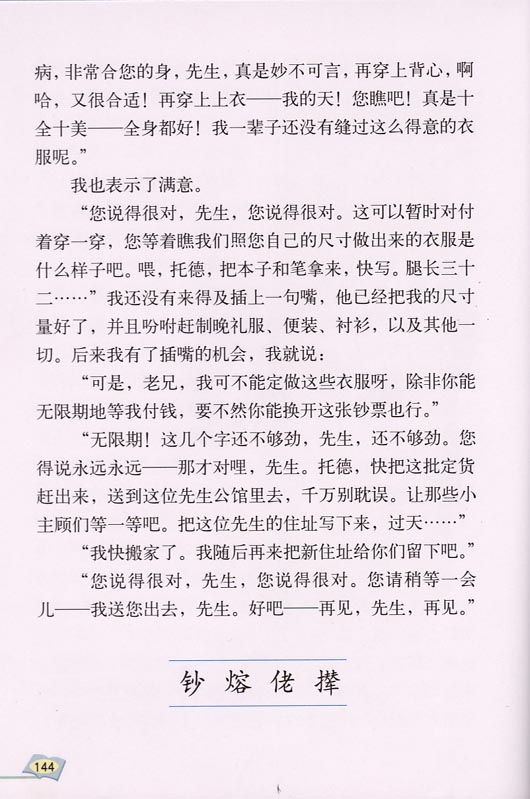 病，非常合您的身，先生，真是妙不可言，再穿上背心，啊
哈，又很合适！再穿上上衣——我的天！您瞧吧！真是十
全十美——全身都好！我一辈子还没有缝过这么得意的衣
服呢。”
我也表示了满意。
“您说得很对，先生，您说得很对。这可以暂时对付
着穿一穿，您等着瞧我们照您自己的尺寸做出来的衣服是
什么样子吧。喂，托德，把本子和笔拿来，快写。腿长三十
二……”我还没有来得及插上一句嘴，他已经把我的尺寸
量好了，并且吩咐赶制晚礼服、便装、衬衫，以及其他一
切。后来我有了插嘴的机会，我就说：
“可是，老兄，我可不能定做这些衣服呀，除非你能
无限期地等我付钱，要不然你能换开这张钞票也行。”
“无限期！这几个字还不够劲，先生，还不够劲。您
得说永远永远——那才对哩，先生。托德，快把这批定货
赶出来，送到这位先生公馆里去，千万别耽误。让那些小
主顾们等一等吧。把这位先生的住址写下来，过天……”
“我快搬家了。我随后再来把新住址给你们留下吧。”
“您说得很对，先生，您说得很对。您请稍等一会
儿——我送您出去，先生。好吧——再见，先生，再见。”
钞 熔 佬 撵
144